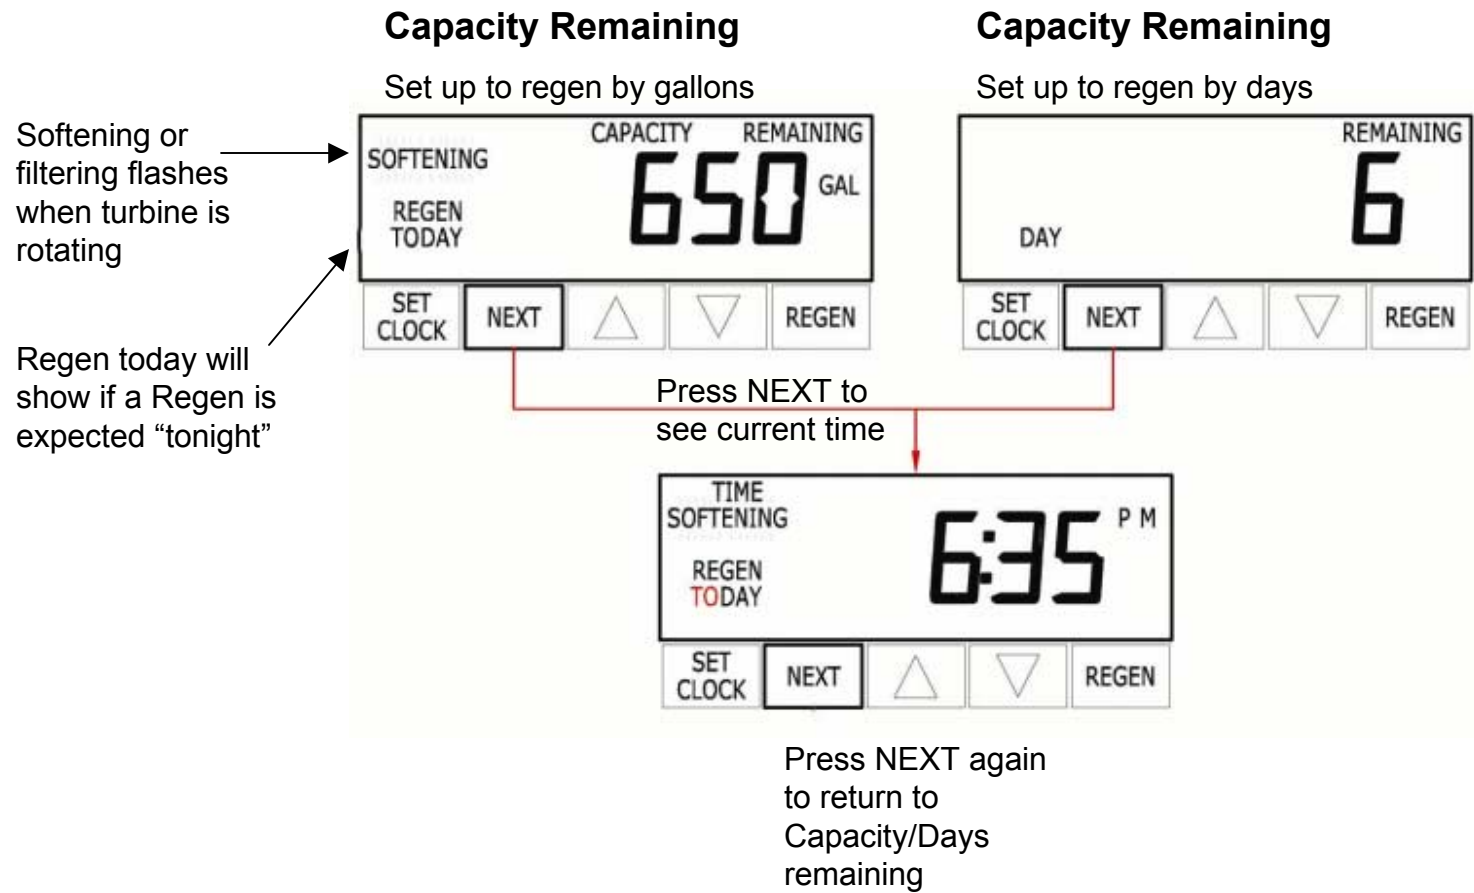 Capacity Remaining
Set up to regen by gallons
Capacity Remaining
Set up to regen by days
Softening or
filtering flashes
when turbine is
rotating
Regen today will
show if a Regen is
expected “tonight”
CAPACITY REMAINING
SOFTENING
650 GAL
REGEN
TODAY
SET
CLOCK
NEXT
REGEN
REMAINING
6
DAY
SET
CLOCK
NEXT
REGEN
Press NEXT to
see current time
TIME
SOFTENING
6:35 P M
REGEN
TODAY
SET
CLOCK
NEXT
REGEN
Press NEXT again
to return to
Capacity/Days
remaining